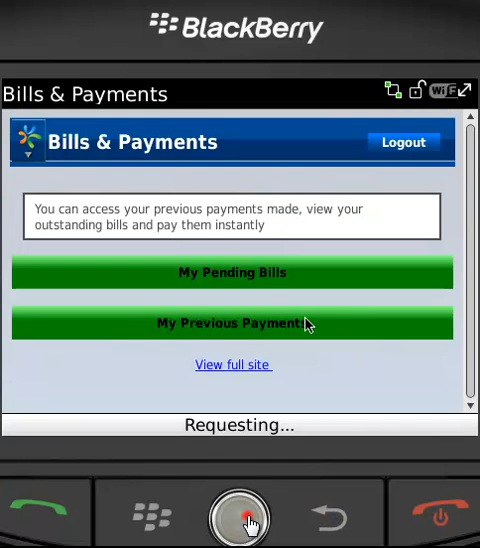 BlackBerry
Bills & Payments
WiFi
Bills & Payments
Logout
You can access your previous payments made, view your
outstanding bills and pay them instantly
My Pending Bills
My Previous Payments
View full site
Requesting...